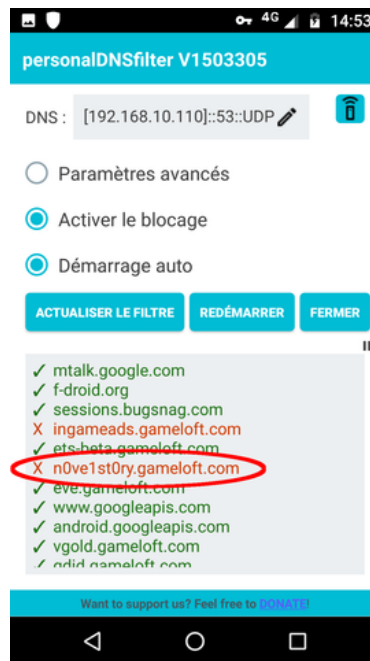 4G 14:53
personalDNSfilter V1503305
DNS : [192.168.10.110]::53::UDP
Paramètres avancés
Activer le blocage
Démarrage auto
ACTUALISER LE FILTRE REDÉMARRER FERMER
✓ mtalk.google.com
✓ f-droid.org
✓ sessions.bugsnag.com
X ingameads.gameloft.com
✓ ets-beta.gameloft.com
X n0ve1st0ry.gameloft.com
✓ eve.gameloft.com
✓ www.googleapis.com
✓ android.googleapis.com
✓ vgold.gameloft.com
✓ gdid.gameloft.com
Want to support us? Feel free to DONATE!